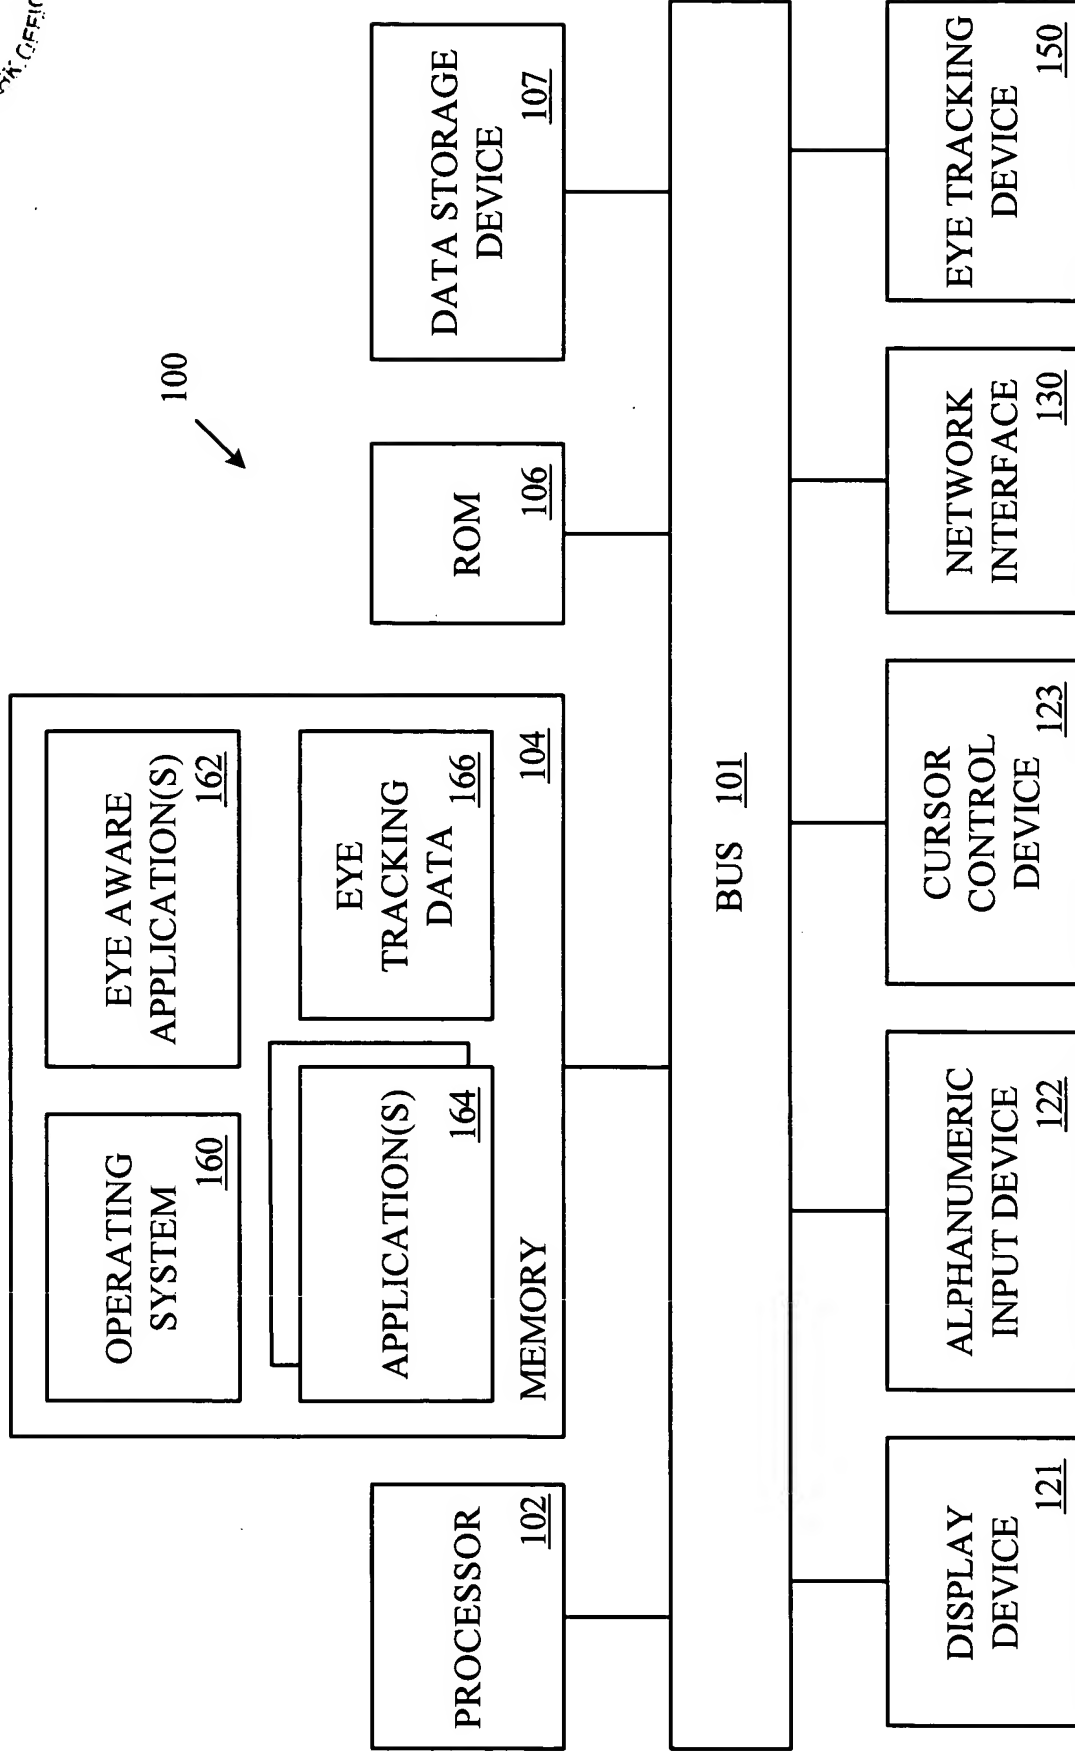 100
OPERATING
SYSTEM
160
EYE AWARE
APPLICATION(S)
162
APPLICATION(S)
164
EYE
TRACKING
DATA
166
MEMORY
104
PROCESSOR
102
ROM
106
DATA STORAGE
DEVICE
107
BUS 101
DISPLAY
DEVICE
121
ALPHANUMERIC
INPUT DEVICE
122
CURSOR
CONTROL
DEVICE
123
NETWORK
INTERFACE
130
EYE TRACKING
DEVICE
150